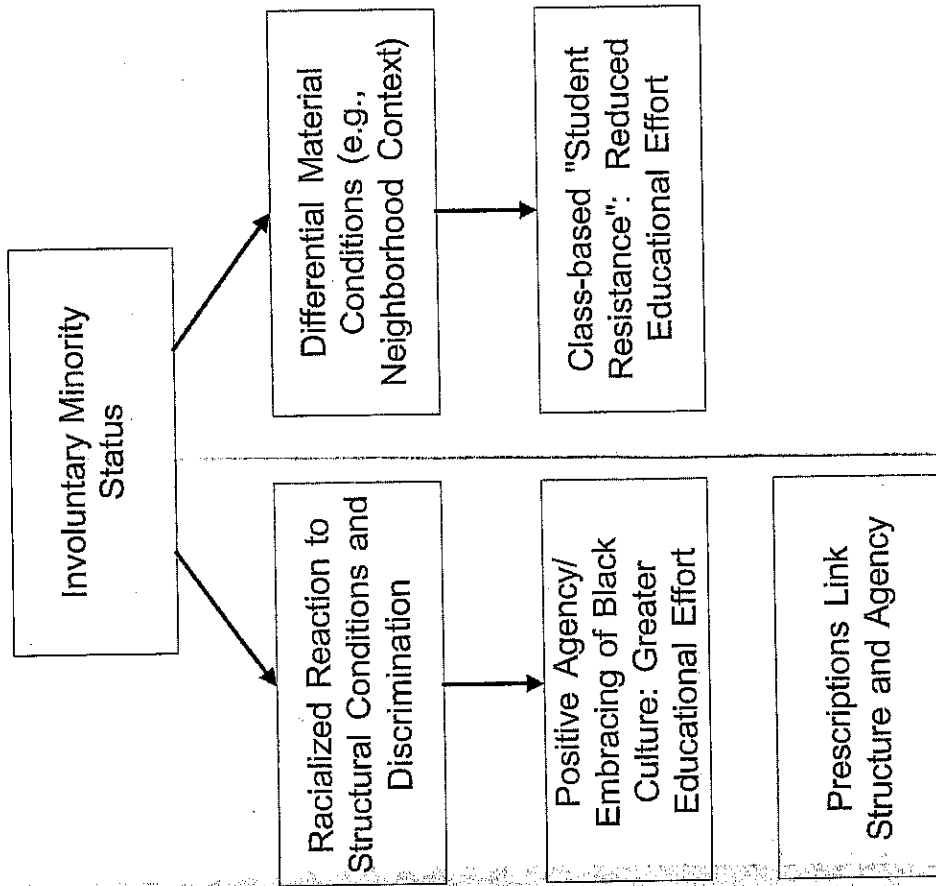 Involuntary Minority
Status
Racialized Reaction to
Structural Conditions and
Discrimination
Differential Material
Conditions (e.g.,
Neighborhood Context)
Positive Agency/
Embracing of Black
Culture: Greater
Educational Effort
Class-based "Student
Resistance": Reduced
Educational Effort
Prescriptions Link
Structure and Agency